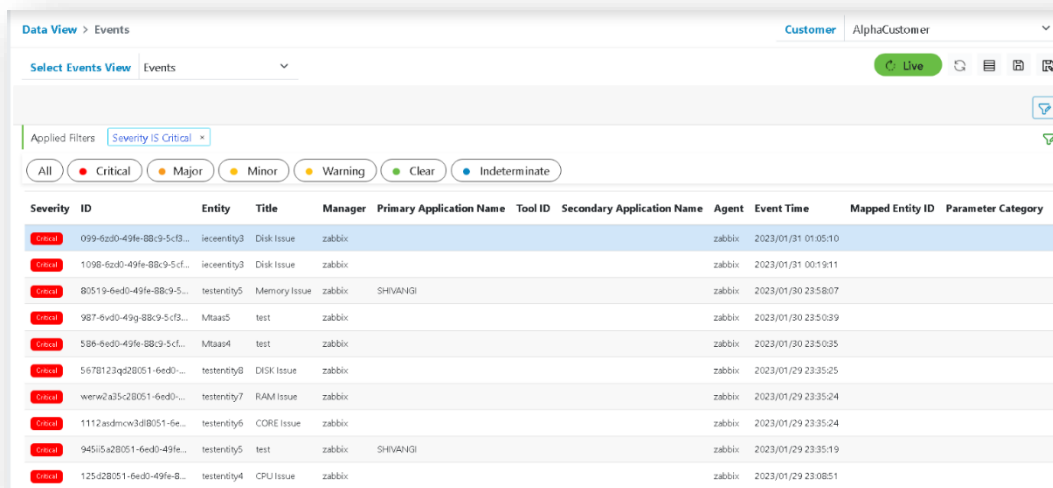 Data View > Events Customer AlphaCustomer
Select Events View Events Live
Applied Filters Severity IS Critical ×
All Critical Major Minor Warning Clear Indeterminate
Severity ID Entity Title Manager Primary Application Name Tool ID Secondary Application Name Agent Event Time Mapped Entity ID Parameter Category
Critical 099-6zd0-49fe-88c9-5cf3... ieceentity3 Disk Issue zabbix zabbix 2023/01/31 01:05:10
Critical 1098-6zd0-49fe-88c9-5cf... ieceentity3 Disk Issue zabbix zabbix 2023/01/31 00:19:11
Critical 80519-6ed0-49fe-88c9-5... testentity5 Memory Issue zabbix SHIVANGI zabbix 2023/01/30 23:58:07
Critical 987-6vd0-49g-88c9-5cf3... Mtaas5 test zabbix zabbix 2023/01/30 23:50:39
Critical 586-6ed0-49fe-88c9-5cf... Mtaas4 test zabbix zabbix 2023/01/30 23:50:35
Critical 5678123qd28051-6ed0-... testentity8 DISK Issue zabbix zabbix 2023/01/29 23:35:25
Critical werw2a35c28051-6ed0-... testentity7 RAM Issue zabbix zabbix 2023/01/29 23:35:24
Critical 1112asdmcw3dl8051-6e... testentity6 CORE Issue zabbix zabbix 2023/01/29 23:35:24
Critical 945ii5a28051-6ed0-49fe... testentity5 test zabbix SHIVANGI zabbix 2023/01/29 23:35:19
Critical 125d28051-6ed0-49fe-8... testentity4 CPU Issue zabbix zabbix 2023/01/29 23:08:51